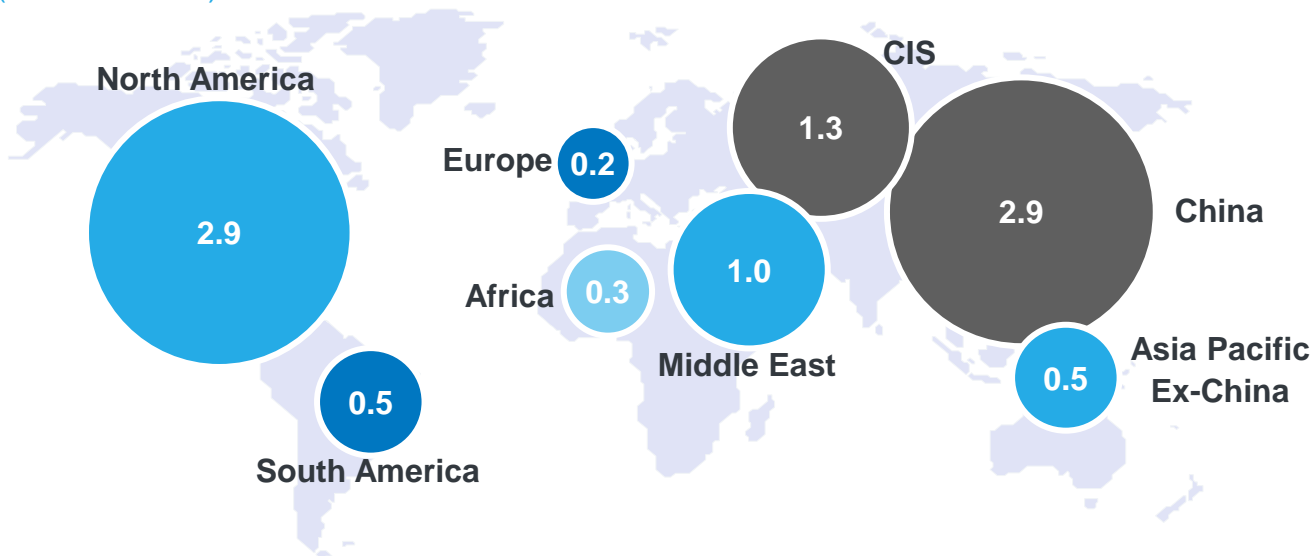 North America
2.9
South America
0.5
Europe
0.2
Africa
0.3
Middle East
1.0
CIS
1.3
China
2.9
Asia Pacific
Ex-China
0.5